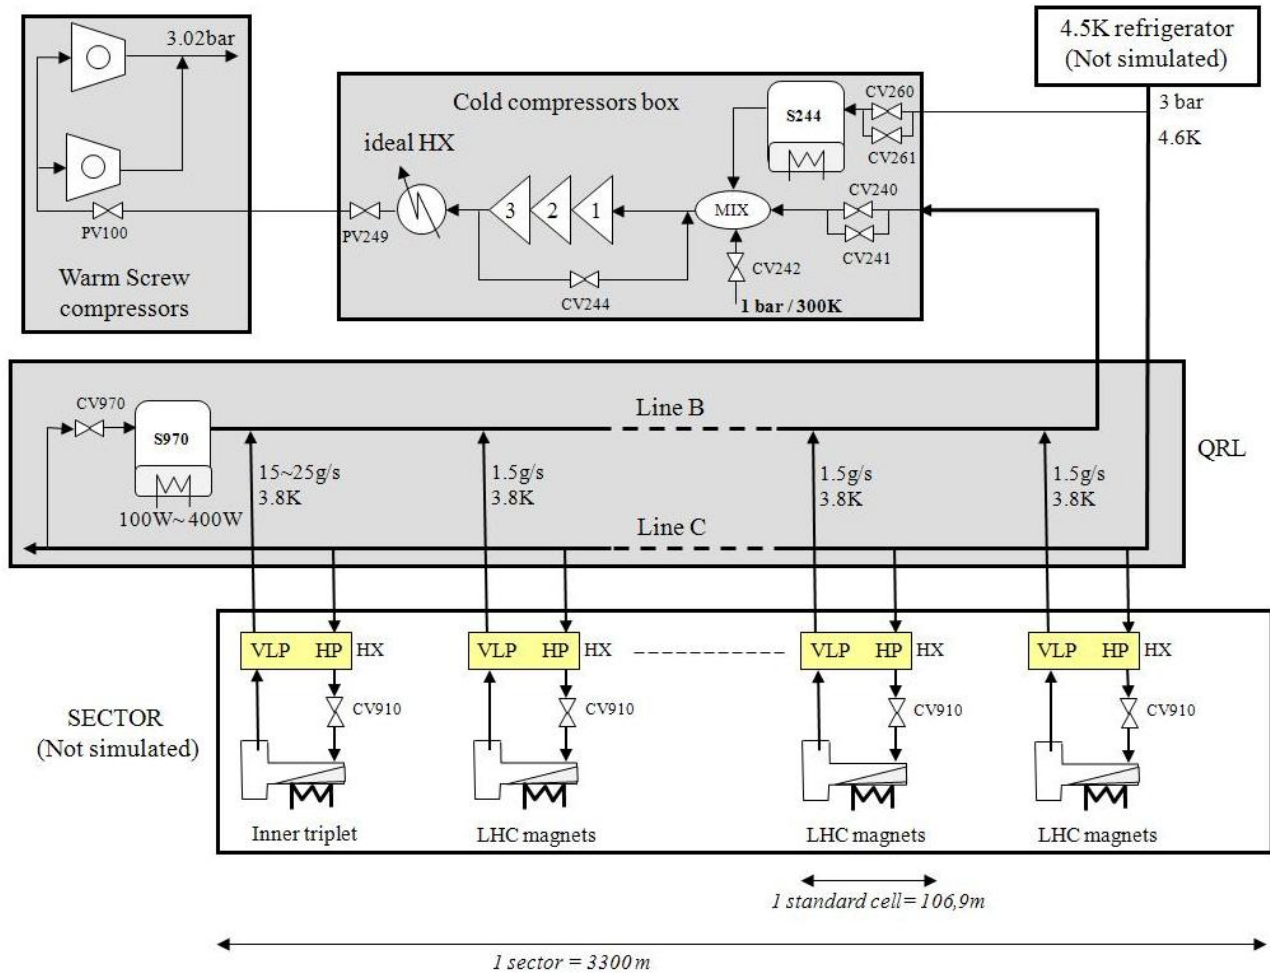 3.02bar
PV100
Warm Screw
compressors
Cold compressors box
ideal HX
PV249
3
2
1
CV244
MIX
S244
CV260
CV261
CV240
CV241
CV242
1 bar / 300K
4.5K refrigerator
(Not simulated)
3 bar
4.6K
CV970
S970
100W~400W
Line B
Line C
QRL
15~25g/s
3.8K
1.5g/s
3.8K
1.5g/s
3.8K
1.5g/s
3.8K
VLP HP HX
VLP HP HX
VLP HP HX
VLP HP HX
CV910
CV910
CV910
CV910
SECTOR
(Not simulated)
Inner triplet
LHC magnets
LHC magnets
LHC magnets
1 standard cell= 106,9m
1 sector = 3300m